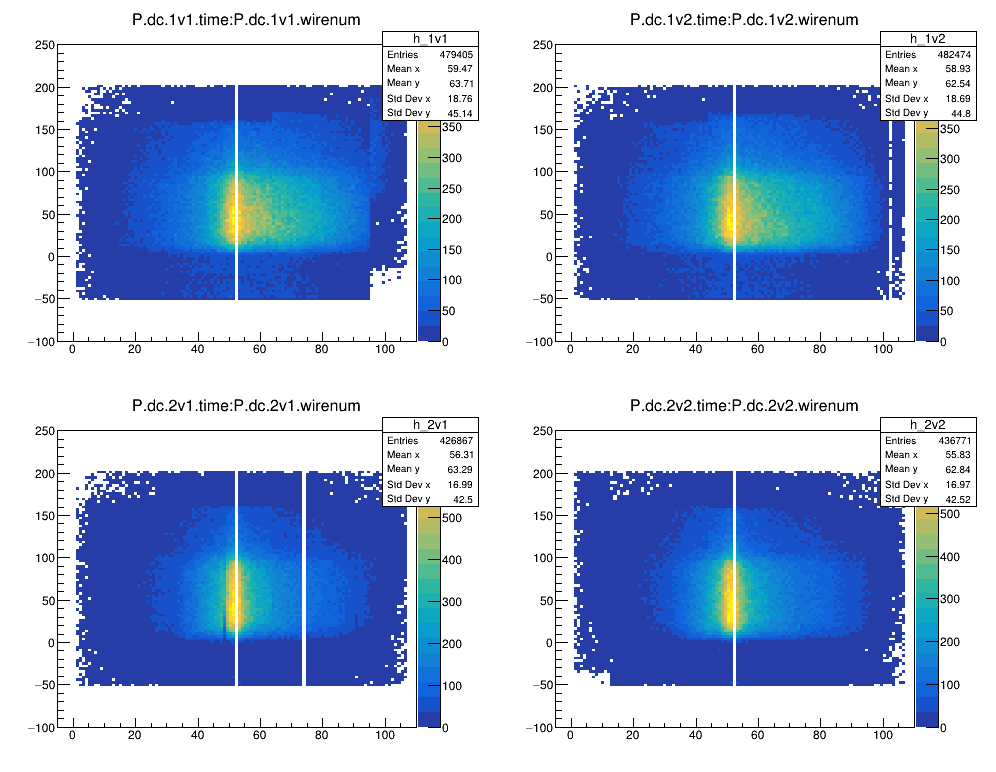 P.dc.1v1.time:P.dc.1v1.wirenum
h_1v1
Entries 479405
Mean x 59.47
Mean y 63.71
Std Dev x 18.76
Std Dev y 45.14
250
200
150
100
50
0
−50
−100
0 20 40 60 80 100
350
300
250
200
150
100
50
0
P.dc.1v2.time:P.dc.1v2.wirenum
h_1v2
Entries 482474
Mean x 58.93
Mean y 62.54
Std Dev x 18.69
Std Dev y 44.8
250
200
150
100
50
0
−50
−100
0 20 40 60 80 100
350
300
250
200
150
100
50
0
P.dc.2v1.time:P.dc.2v1.wirenum
h_2v1
Entries 426867
Mean x 56.31
Mean y 63.29
Std Dev x 16.99
Std Dev y 42.5
250
200
150
100
50
0
−50
−100
0 20 40 60 80 100
500
400
300
200
100
0
P.dc.2v2.time:P.dc.2v2.wirenum
h_2v2
Entries 436771
Mean x 55.83
Mean y 62.84
Std Dev x 16.97
Std Dev y 42.52
250
200
150
100
50
0
−50
−100
0 20 40 60 80 100
500
400
300
200
100
0